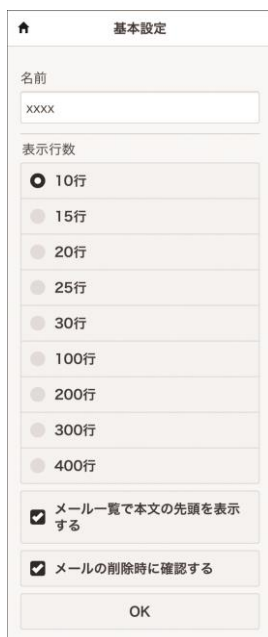 基本設定
名前
xxxx
表示行数
10行
15行
20行
25行
30行
100行
200行
300行
400行
メール一覧で本文の先頭を表示
する
メールの削除時に確認する
OK